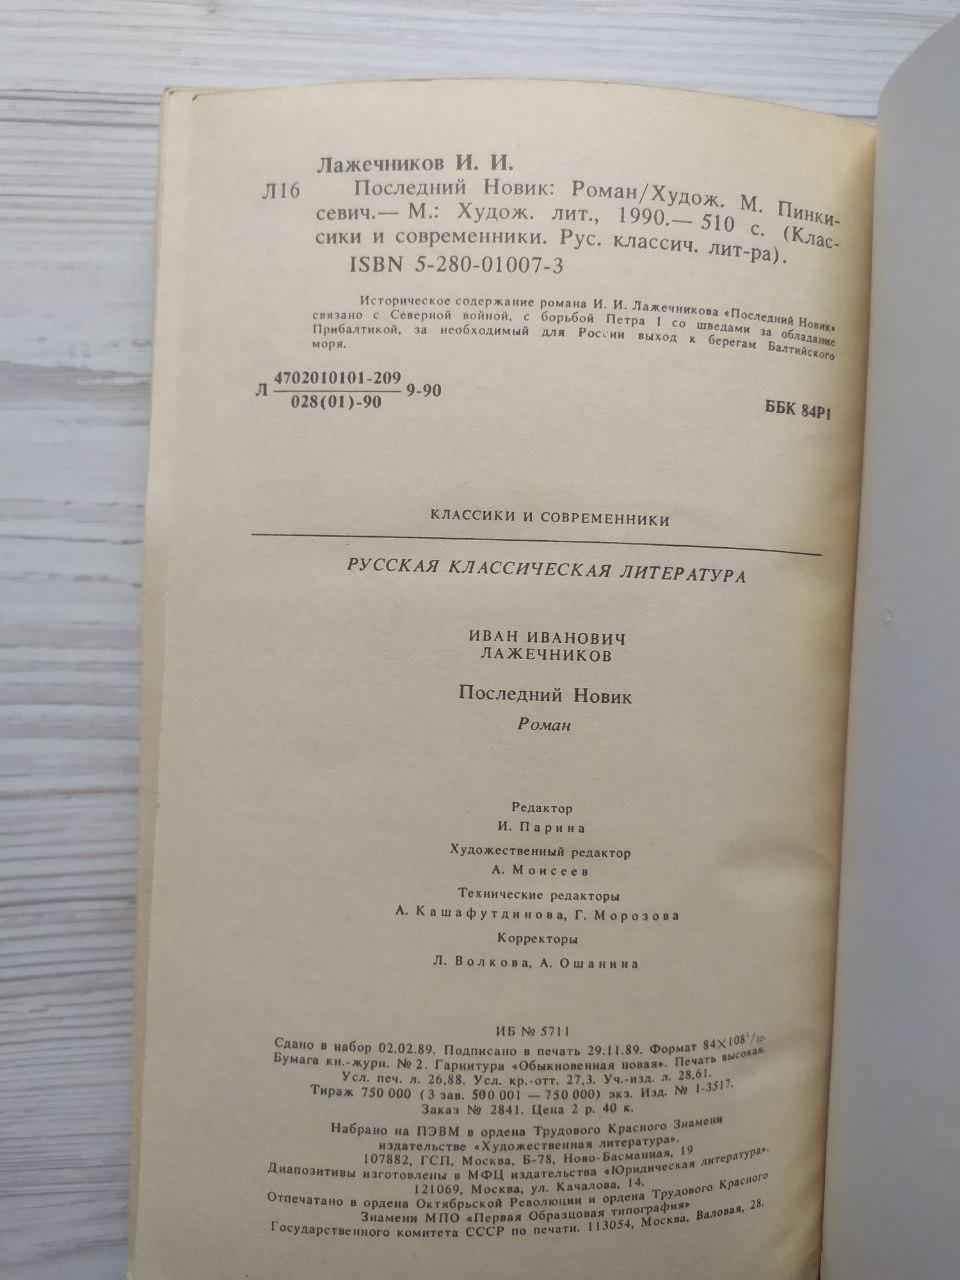 Лажечников И. И.
Л16 Последний Новик: Роман/Худож. М. Пинки-
севич.— М.: Худож. лит., 1990.— 510 с. (Клас-
сики и современники. Рус. классич. лит-ра).
ISBN 5-280-01007-3
Историческое содержание романа И. И. Лажечникова «Последний Новик»
связано с Северной войной, с борьбой Петра I со шведами за обладание
Прибалтикой, за необходимый для России выход к берегам Балтийского
моря.
Л 4702010101-209 9-90
028(01)-90
ББК 84Р1
КЛАССИКИ И СОВРЕМЕННИКИ
РУССКАЯ КЛАССИЧЕСКАЯ ЛИТЕРАТУРА
ИВАН ИВАНОВИЧ
ЛАЖЕЧНИКОВ
Последний Новик
Роман
Редактор
И. Парина
Художественный редактор
А. Моисеев
Технические редакторы
А. Кашафутдинова, Г. Морозова
Корректоры
Л. Волкова, А. Ошанина
ИБ № 5711
Сдано в набор 02.02.89. Подписано в печать 29.11.89. Формат 84×108¹/₃₂.
Бумага кн.-журн. № 2. Гарнитура «Обыкновенная новая». Печать высокая.
Усл. печ. л. 26,88. Усл. кр.-отт. 27,3. Уч.-изд. л. 28,61.
Тираж 750 000 (3 зав. 500 001 — 750 000) экз. Изд. № I-3517.
Заказ № 2841. Цена 2 р. 40 к.
Набрано на ПЭВМ в ордена Трудового Красного Знамени
издательстве «Художественная литература».
107882, ГСП, Москва, Б-78, Ново-Басманная, 19
Диапозитивы изготовлены в МФЦ издательства «Юридическая литература».
121069, Москва, ул. Качалова, 14.
Отпечатано в ордена Октябрьской Революции и ордена Трудового Красного
Знамени МПО «Первая Образцовая типография»
Государственного комитета СССР по печати. 113054, Москва, Валовая, 28.